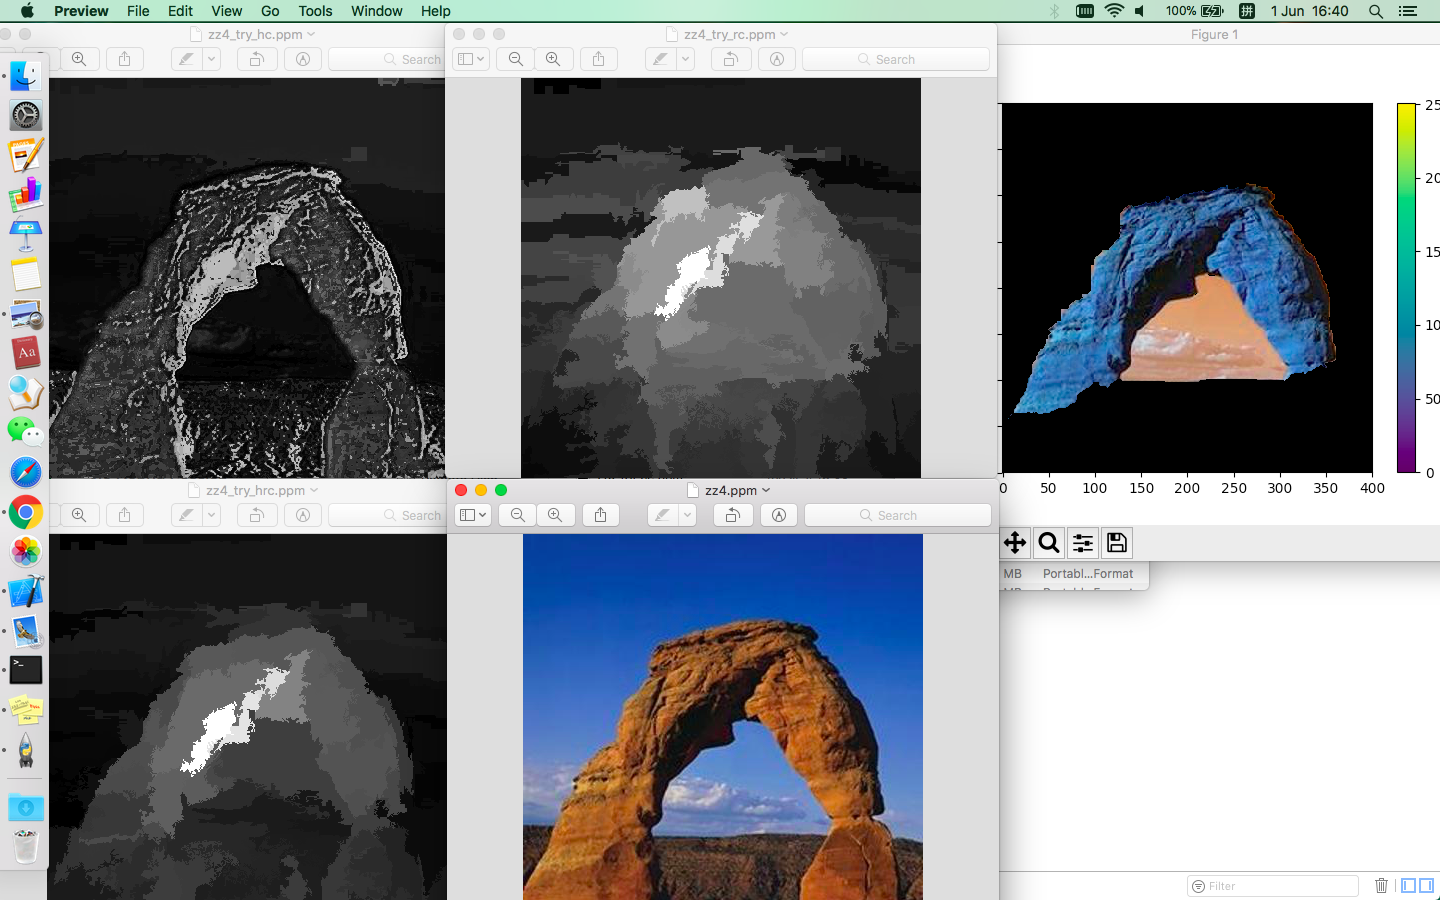 Preview File Edit View Go Tools Window Help 100% 拼 1 Jun 16:40
zz4_try_hc.ppm
Search
zz4_try_rc.ppm
Search
Figure 1
25
20
15
10
50
0
0 50 100 150 200 250 300 350 400
zz4_try_hrc.ppm
Search
zz4.ppm
Search
MB Portabl...Format
Aa
>_
Filter